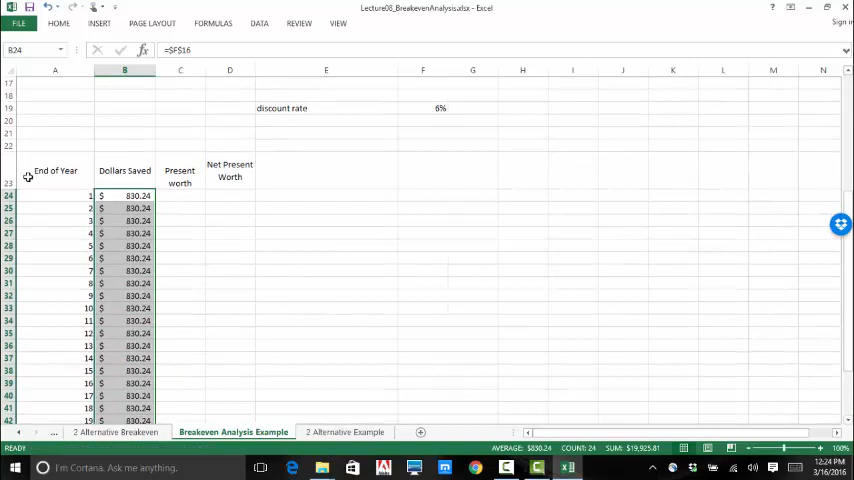 Lecture08_BreakevenAnalysis.xlsx - Excel
FILE HOME INSERT PAGE LAYOUT FORMULAS DATA REVIEW VIEW Sign in
B24 fx =$F$16
A B C D E F G H I J K L M N
17
18
19 discount rate 6%
20
21
22
23 End of Year Dollars Saved Present worth Net Present Worth
24 1 $ 830.24
25 2 $ 830.24
26 3 $ 830.24
27 4 $ 830.24
28 5 $ 830.24
29 6 $ 830.24
30 7 $ 830.24
31 8 $ 830.24
32 9 $ 830.24
33 10 $ 830.24
34 11 $ 830.24
35 12 $ 830.24
36 13 $ 830.24
37 14 $ 830.24
38 15 $ 830.24
39 16 $ 830.24
40 17 $ 830.24
41 18 $ 830.24
42 19 $ 830.24
... 2 Alternative Breakeven Breakeven Analysis Example 2 Alternative Example
READY AVERAGE: $830.24 COUNT: 24 SUM: $19,925.81 100%
I'm Cortana. Ask me anything. 12:24 PM
3/16/2016